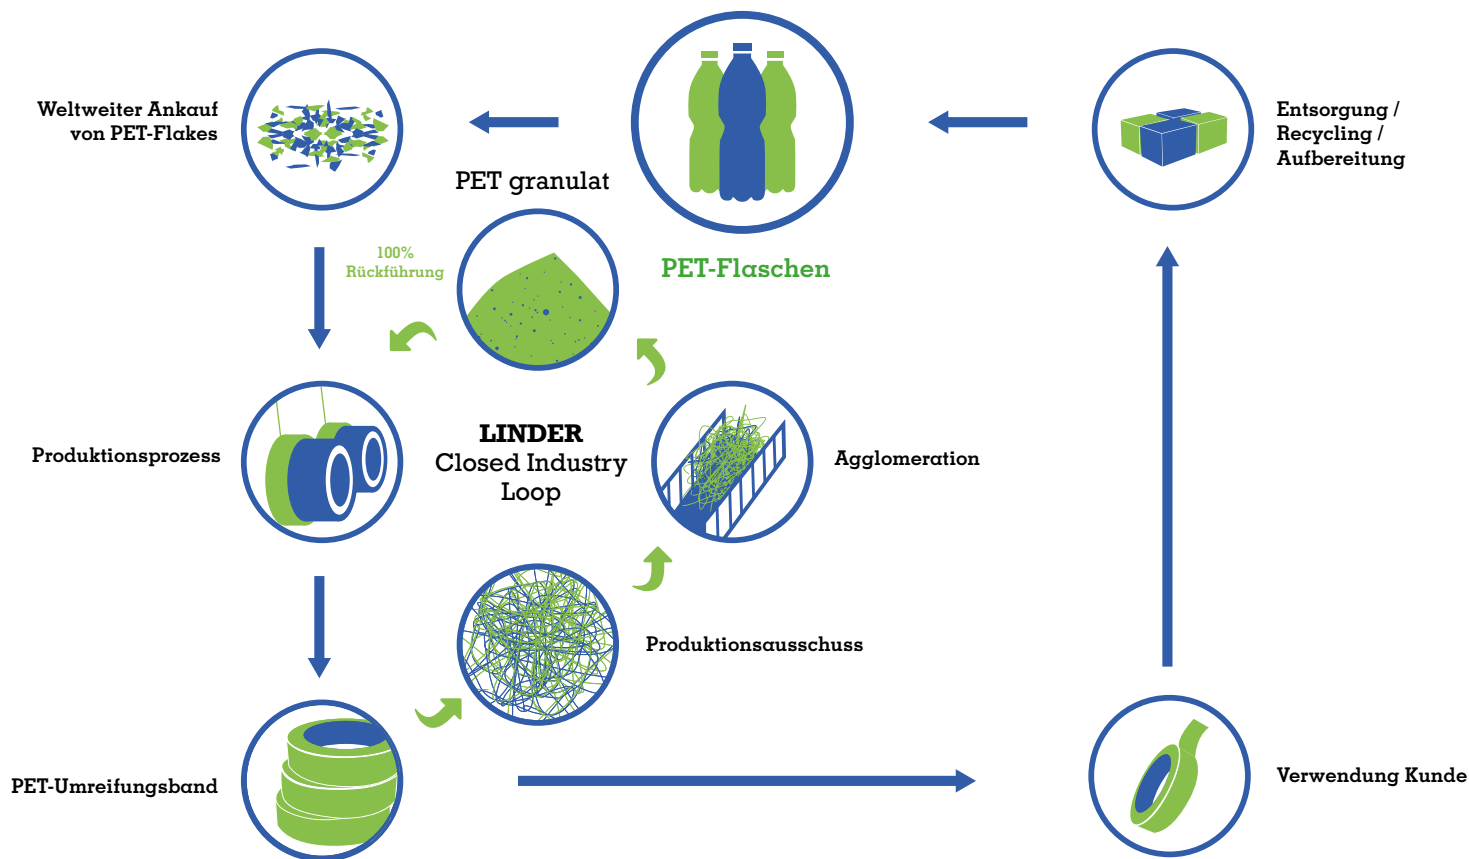 Weltweiter Ankauf
von PET-Flakes
Entsorgung /
Recycling /
Aufbereitung
PET granulat
100%
Rückführung
PET-Flaschen
Produktionsprozess
LINDER
Closed Industry
Loop
Agglomeration
Produktionsausschuss
PET-Umreifungsband
Verwendung Kunde